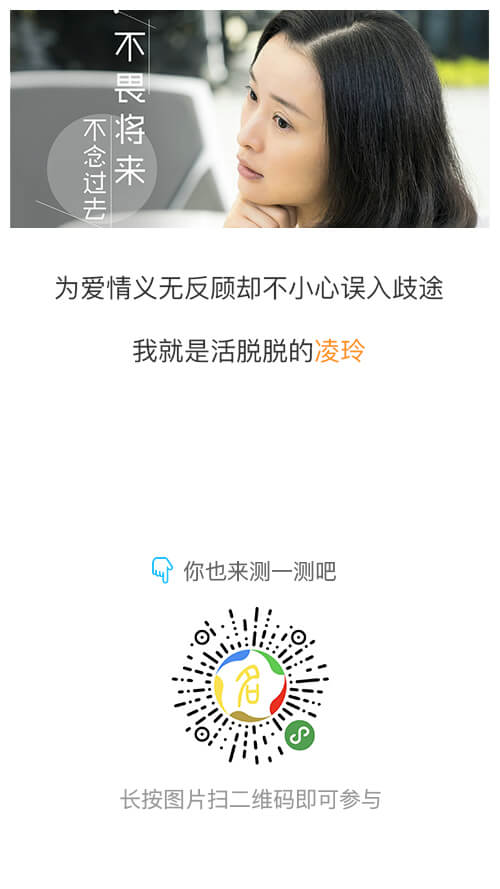 不畏将来
不念过去
为爱情义无反顾却不小心误入歧途
我就是活脱脱的凌玲
你也来测一测吧
名
长按图片扫二维码即可参与